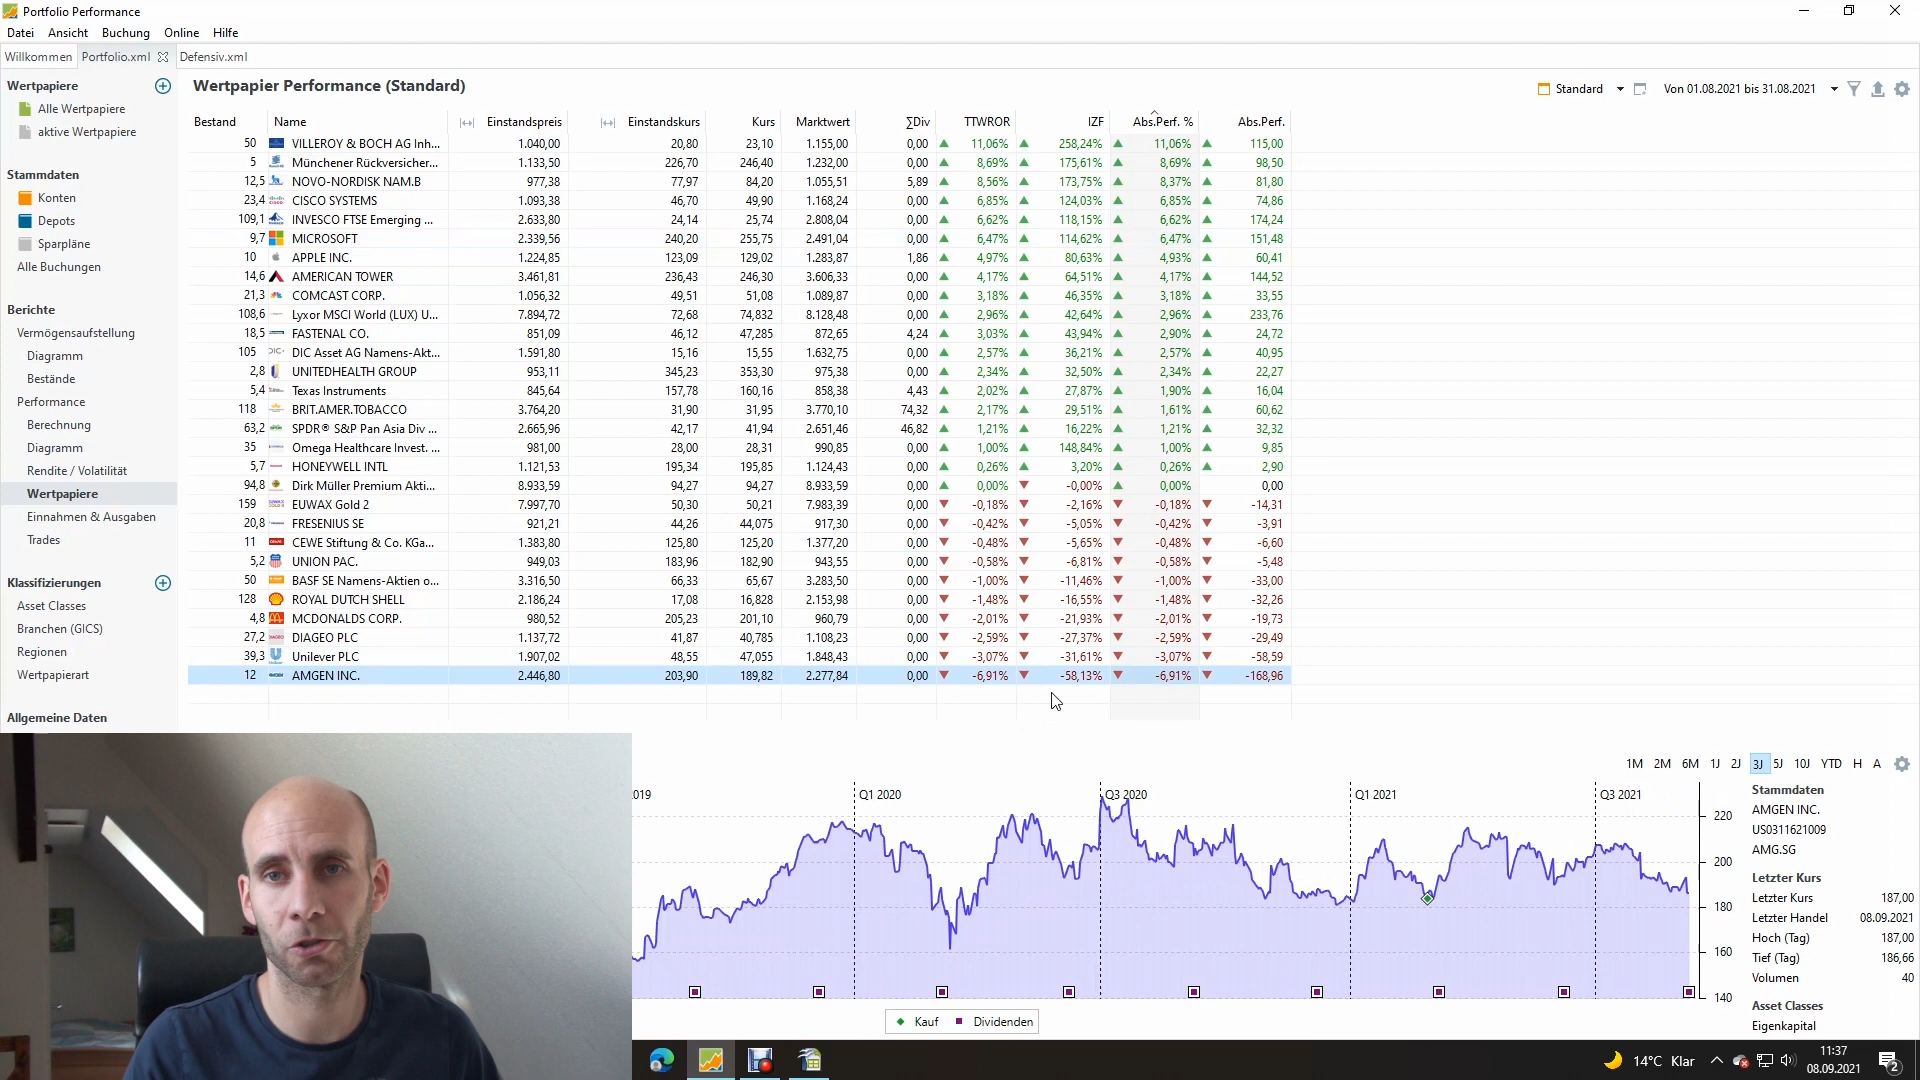 Portfolio Performance
Datei Ansicht Buchung Online Hilfe
Willkommen Portfolio.xml Defensiv.xml
Wertpapiere
Alle Wertpapiere
aktive Wertpapiere
Stammdaten
Konten
Depots
Sparpläne
Alle Buchungen
Berichte
Vermögensaufstellung
Diagramm
Bestände
Performance
Berechnung
Diagramm
Rendite / Volatilität
Wertpapiere
Einnahmen & Ausgaben
Trades
Klassifizierungen
Asset Classes
Branchen (GICS)
Regionen
Wertpapierart
Allgemeine Daten
Wertpapier Performance (Standard)
Standard Von 01.08.2021 bis 31.08.2021
Bestand Name Einstandspreis Einstandskurs Kurs Marktwert ∑Div TTWROR IZF Abs.Perf. % Abs.Perf.
50 VILLEROY & BOCH AG Inh... 1.040,00 20,80 23,10 1.155,00 0,00 11,06% 258,24% 11,06% 115,00
5 Münchener Rückversicher... 1.133,50 226,70 246,40 1.232,00 0,00 8,69% 175,61% 8,69% 98,50
12,5 NOVO-NORDISK NAM.B 977,38 77,97 84,20 1.055,51 5,89 8,56% 173,75% 8,37% 81,80
23,4 CISCO SYSTEMS 1.093,38 46,70 49,90 1.168,24 0,00 6,85% 124,03% 6,85% 74,86
109,1 INVESCO FTSE Emerging ... 2.633,80 24,14 25,74 2.808,04 0,00 6,62% 118,15% 6,62% 174,24
9,7 MICROSOFT 2.339,56 240,20 255,75 2.491,04 0,00 6,47% 114,62% 6,47% 151,48
10 APPLE INC. 1.224,85 123,09 129,02 1.283,87 1,86 4,97% 80,63% 4,93% 60,41
14,6 AMERICAN TOWER 3.461,81 236,43 246,30 3.606,33 0,00 4,17% 64,51% 4,17% 144,52
21,3 COMCAST CORP. 1.056,32 49,51 51,08 1.089,87 0,00 3,18% 46,35% 3,18% 33,55
108,6 Lyxor MSCI World (LUX) U... 7.894,72 72,68 74,832 8.128,48 0,00 2,96% 42,64% 2,96% 233,76
18,5 FASTENAL CO. 851,09 46,12 47,285 872,65 4,24 3,03% 43,94% 2,90% 24,72
105 DIC Asset AG Namens-Akt... 1.591,80 15,16 15,55 1.632,75 0,00 2,57% 36,21% 2,57% 40,95
2,8 UNITEDHEALTH GROUP 953,11 345,23 353,30 975,38 0,00 2,34% 32,50% 2,34% 22,27
5,4 Texas Instruments 845,64 157,78 160,16 858,38 4,43 2,02% 27,87% 1,90% 16,04
118 BRIT.AMER.TOBACCO 3.764,20 31,90 31,95 3.770,10 74,32 2,17% 29,51% 1,61% 60,62
63,2 SPDR® S&P Pan Asia Div ... 2.665,96 42,17 41,94 2.651,46 46,82 1,21% 16,22% 1,21% 32,32
35 Omega Healthcare Invest. ... 981,00 28,00 28,31 990,85 0,00 1,00% 148,84% 1,00% 9,85
5,7 HONEYWELL INTL 1.121,53 195,34 195,85 1.124,43 0,00 0,26% 3,20% 0,26% 2,90
94,8 Dirk Müller Premium Akti... 8.933,59 94,27 94,27 8.933,59 0,00 0,00% -0,00% 0,00% 0,00
159 EUWAX Gold 2 7.997,70 50,30 50,21 7.983,39 0,00 -0,18% -2,16% -0,18% -14,31
20,8 FRESENIUS SE 921,21 44,26 44,075 917,30 0,00 -0,42% -5,05% -0,42% -3,91
11 CEWE Stiftung & Co. KGa... 1.383,80 125,80 125,20 1.377,20 0,00 -0,48% -5,65% -0,48% -6,60
5,2 UNION PAC. 949,03 183,96 182,90 943,55 0,00 -0,58% -6,81% -0,58% -5,48
50 BASF SE Namens-Aktien o... 3.316,50 66,33 65,67 3.283,50 0,00 -1,00% -11,46% -1,00% -33,00
128 ROYAL DUTCH SHELL 2.186,24 17,08 16,828 2.153,98 0,00 -1,48% -16,55% -1,48% -32,26
4,8 MCDONALDS CORP. 980,52 205,23 201,10 960,79 0,00 -2,01% -21,93% -2,01% -19,73
27,2 DIAGEO PLC 1.137,72 41,87 40,785 1.108,23 0,00 -2,59% -27,37% -2,59% -29,49
39,3 Unilever PLC 1.907,02 48,55 47,055 1.848,43 0,00 -3,07% -31,61% -3,07% -58,59
12 AMGEN INC. 2.446,80 203,90 189,82 2.277,84 0,00 -6,91% -58,13% -6,91% -168,96
1M 2M 6M 1J 2J 3J 5J 10J YTD H A
019 Q1 2020 Q3 2020 Q1 2021 Q3 2021
220
200
180
160
140
Kauf Dividenden
Stammdaten
AMGEN INC.
US0311621009
AMG.SG
Letzter Kurs
Letzter Kurs 187,00
Letzter Handel 08.09.2021
Hoch (Tag) 187,00
Tief (Tag) 186,66
Volumen 40
Asset Classes
Eigenkapital
14°C Klar 11:37
08.09.2021
2